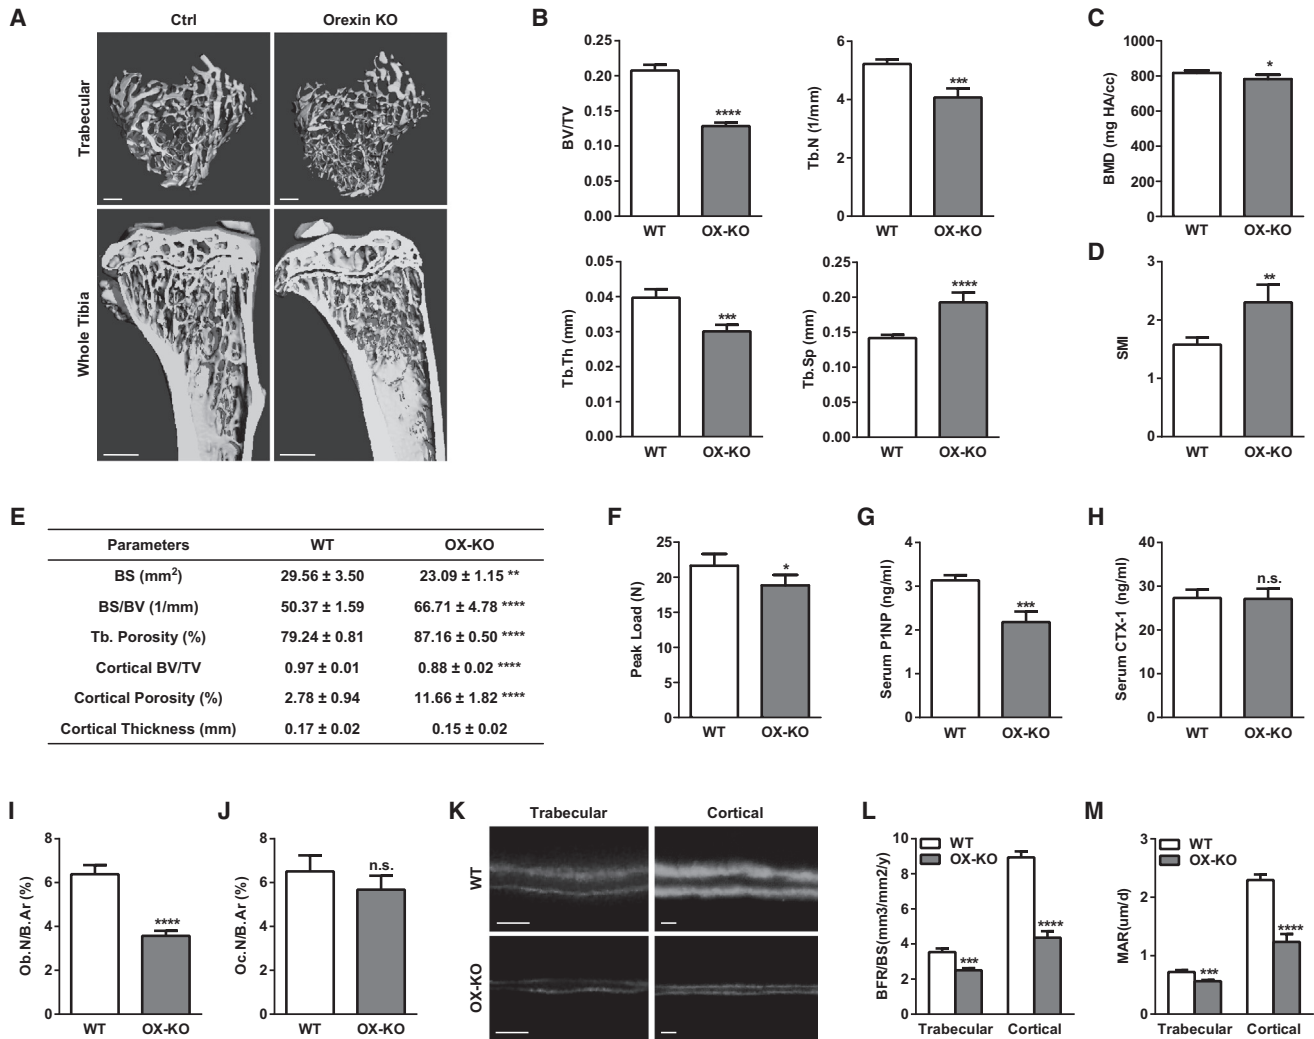 A
Ctrl
Orexin KO
Trabecular
Whole Tibia
B
BV/TV
0.25
0.20
0.15
0.10
0.05
0.00
****
WT
OX-KO
Tb.N (1/mm)
6
4
2
0
***
WT
OX-KO
Tb.Th (mm)
0.05
0.04
0.03
0.02
0.01
0.00
***
WT
OX-KO
Tb.Sp (mm)
0.25
0.20
0.15
0.10
0.05
0.00
****
WT
OX-KO
C
BMD (mg HA/cc)
1000
800
600
400
200
0
*
WT
OX-KO
D
SMI
3
2
1
0
**
WT
OX-KO
E
Parameters WT OX-KO
BS (mm²) 29.56 ± 3.50 23.09 ± 1.15 **
BS/BV (1/mm) 50.37 ± 1.59 66.71 ± 4.78 ****
Tb. Porosity (%) 79.24 ± 0.81 87.16 ± 0.50 ****
Cortical BV/TV 0.97 ± 0.01 0.88 ± 0.02 ****
Cortical Porosity (%) 2.78 ± 0.94 11.66 ± 1.82 ****
Cortical Thickness (mm) 0.17 ± 0.02 0.15 ± 0.02
F
Peak Load (N)
25
20
15
10
5
0
*
WT
OX-KO
G
Serum P1NP (ng/ml)
4
3
2
1
0
***
WT
OX-KO
H
Serum CTX-1 (ng/ml)
40
30
20
10
0
n.s.
WT
OX-KO
I
Ob.N/B.Ar (%)
8
6
4
2
0
****
WT
OX-KO
J
Oc.N/B.Ar (%)
8
6
4
2
0
n.s.
WT
OX-KO
K
Trabecular
Cortical
WT
OX-KO
L
BFR/BS(mm3/mm2/y)
10
8
6
4
2
0
WT
OX-KO
***
****
Trabecular
Cortical
M
MAR(um/d)
3
2
1
0
WT
OX-KO
***
****
Trabecular
Cortical